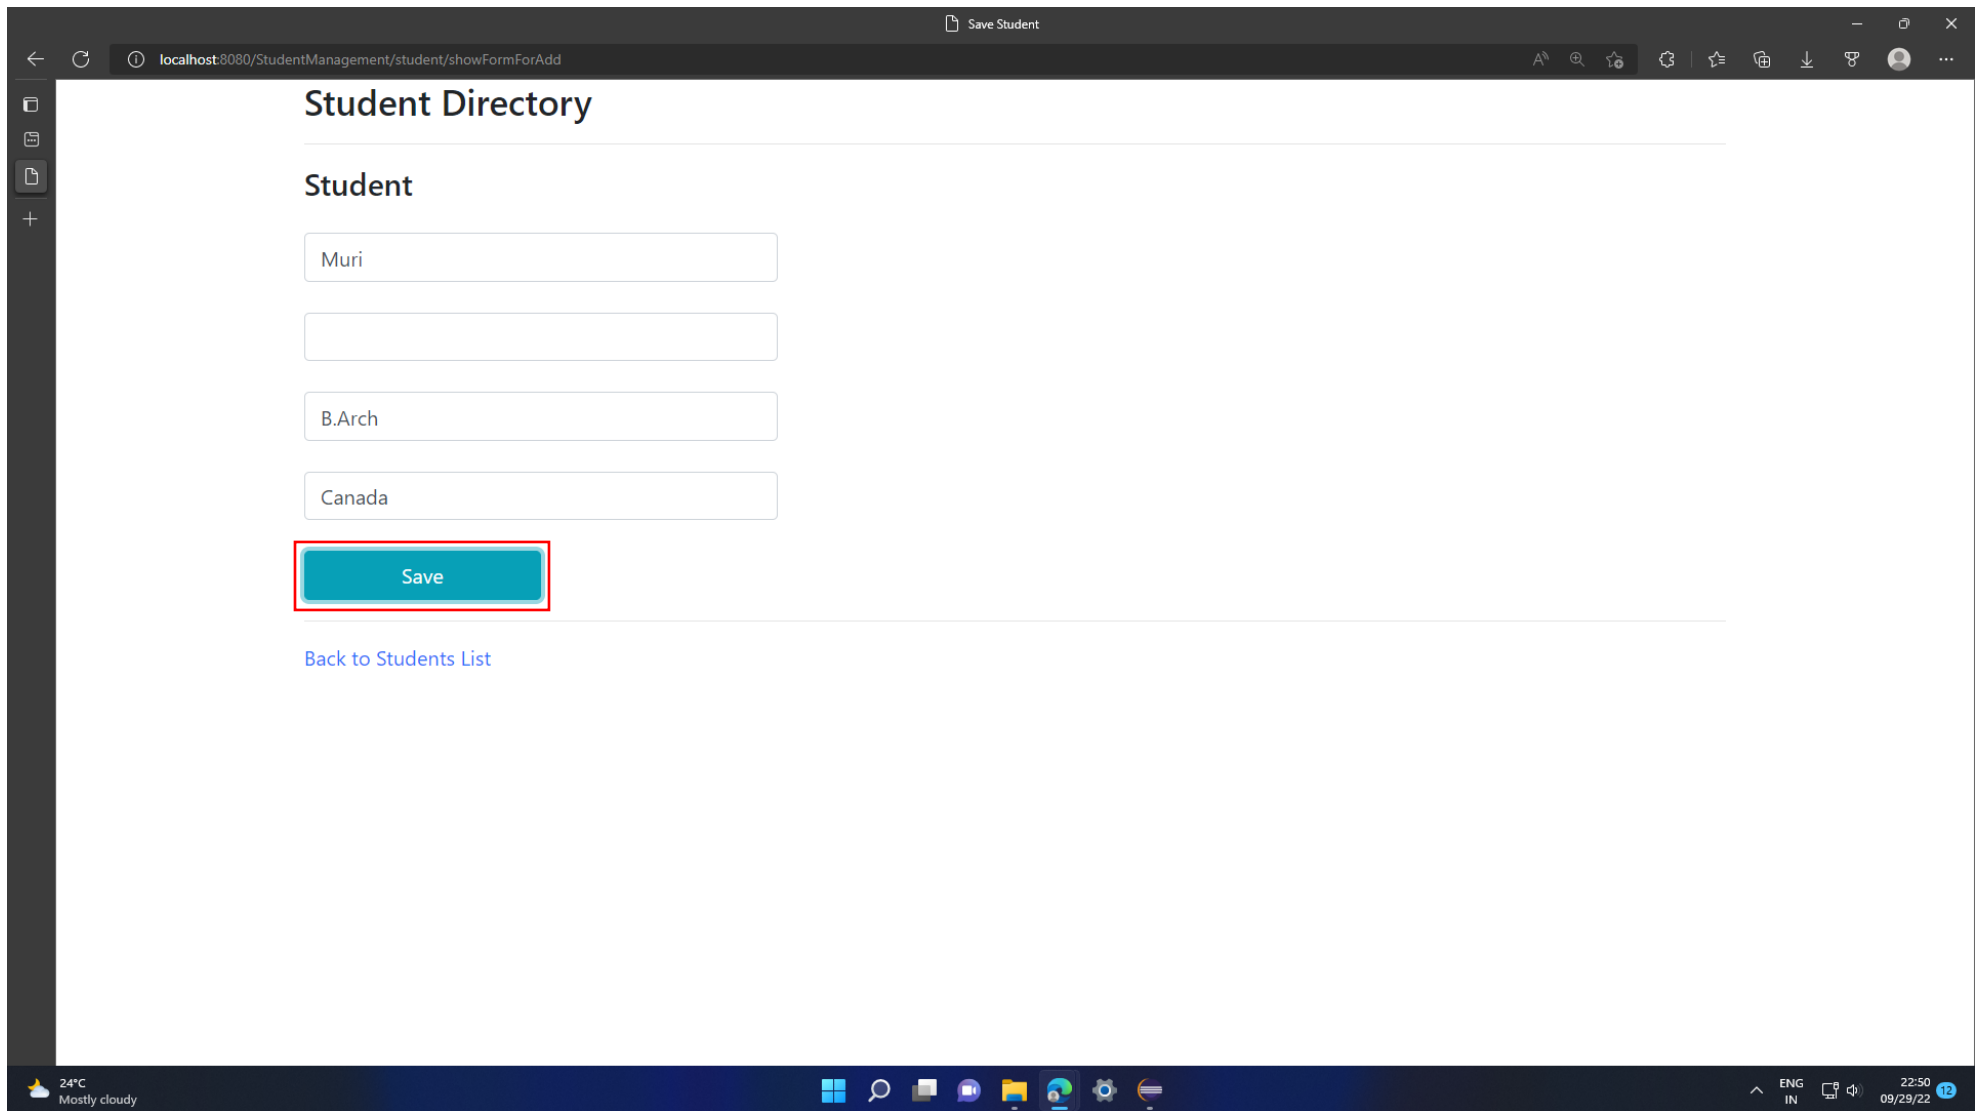 Save Student
localhost:8080/StudentManagement/student/showFormForAdd
Student Directory
Student
Muri
B.Arch
Canada
Save
Back to Students List
24°C
Mostly cloudy
ENG
IN
22:50
09/29/22
12